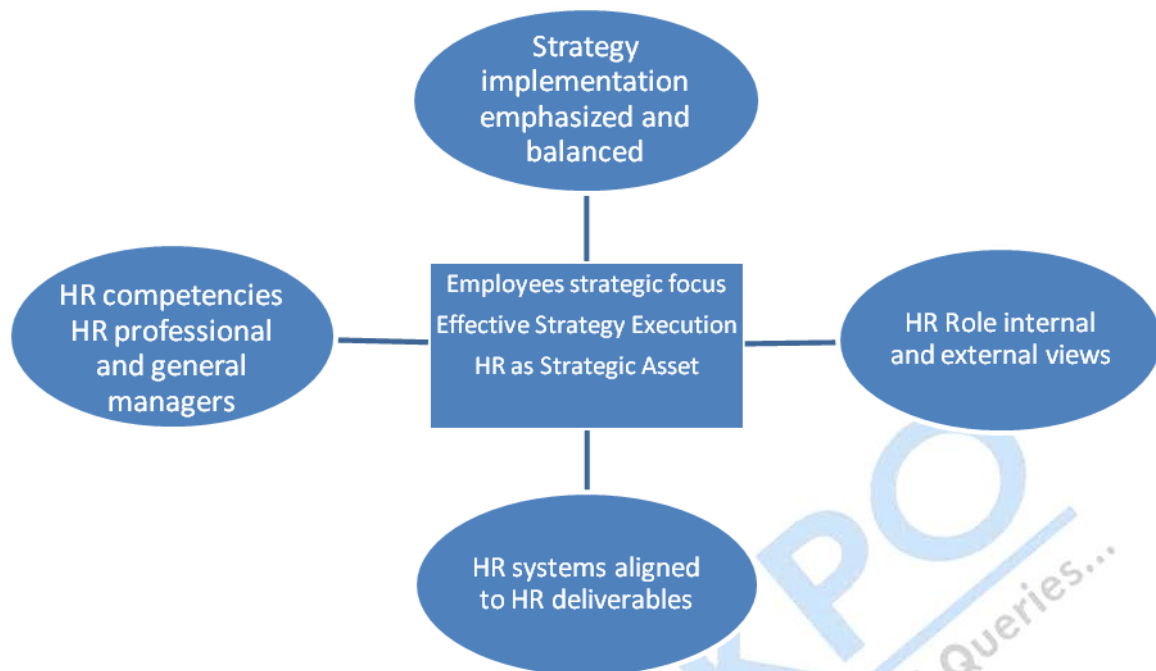 Strategy
implementation
emphasized and
balanced
HR competencies
HR professional
and general
managers
Employees strategic focus
Effective Strategy Execution
HR as Strategic Asset
HR Role internal
and external views
HR systems aligned
to HR deliverables
KPO
Queries...